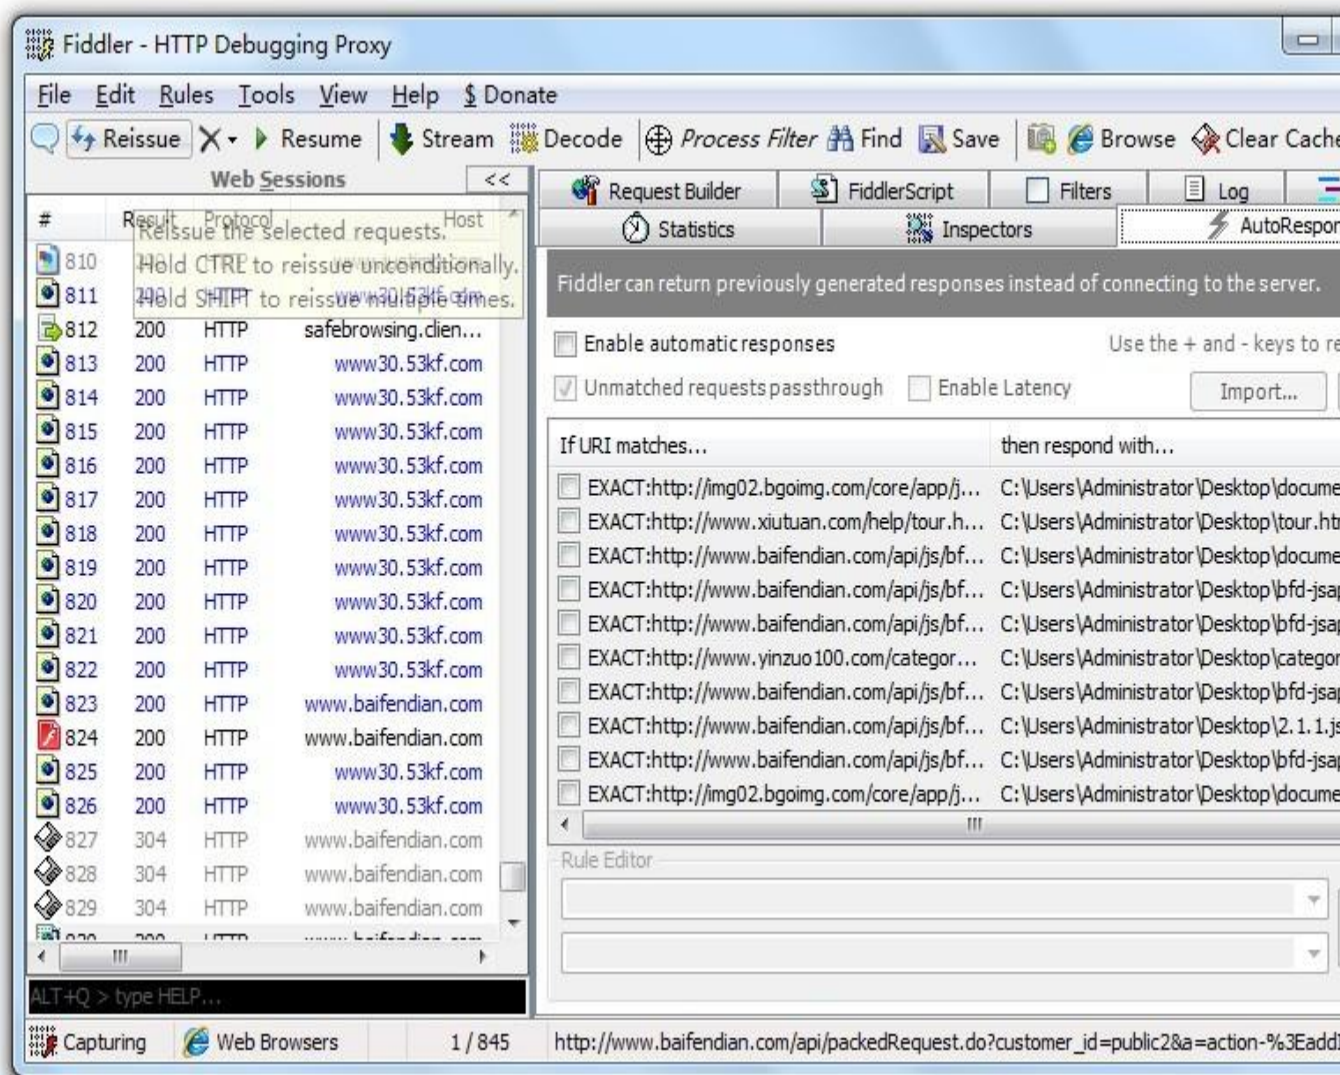 Fiddler - HTTP Debugging Proxy
File Edit Rules Tools View Help $ Donate
Reissue Resume Stream Decode Process Filter Find Save Browse Clear Cache
Web Sessions <<
Request Builder FiddlerScript Filters Log
Statistics Inspectors AutoRespon
# Result Protocol Host
Reissue the selected requests.
Hold CTRL to reissue unconditionally.
Hold SHIFT to reissue multiple times.
810
811
812 200 HTTP safebrowsing.clien...
813 200 HTTP www30.53kf.com
814 200 HTTP www30.53kf.com
815 200 HTTP www30.53kf.com
816 200 HTTP www30.53kf.com
817 200 HTTP www30.53kf.com
818 200 HTTP www30.53kf.com
819 200 HTTP www30.53kf.com
820 200 HTTP www30.53kf.com
821 200 HTTP www30.53kf.com
822 200 HTTP www30.53kf.com
823 200 HTTP www.baifendian.com
824 200 HTTP www.baifendian.com
825 200 HTTP www30.53kf.com
826 200 HTTP www30.53kf.com
827 304 HTTP www.baifendian.com
828 304 HTTP www.baifendian.com
829 304 HTTP www.baifendian.com
ALT+Q > type HELP...
Fiddler can return previously generated responses instead of connecting to the server.
Enable automatic responses Use the + and - keys to re
Unmatched requests passthrough Enable Latency Import...
If URI matches... then respond with...
EXACT:http://img02.bgoimg.com/core/app/j... C:\Users\Administrator\Desktop\docume
EXACT:http://www.xiutuan.com/help/tour.h... C:\Users\Administrator\Desktop\tour.ht
EXACT:http://www.baifendian.com/api/js/bf... C:\Users\Administrator\Desktop\docume
EXACT:http://www.baifendian.com/api/js/bf... C:\Users\Administrator\Desktop\bfd-jsap
EXACT:http://www.baifendian.com/api/js/bf... C:\Users\Administrator\Desktop\bfd-jsap
EXACT:http://www.yinzuo100.com/categor... C:\Users\Administrator\Desktop\categor
EXACT:http://www.baifendian.com/api/js/bf... C:\Users\Administrator\Desktop\bfd-jsap
EXACT:http://www.baifendian.com/api/js/bf... C:\Users\Administrator\Desktop\2.1.1.js
EXACT:http://www.baifendian.com/api/js/bf... C:\Users\Administrator\Desktop\bfd-jsap
EXACT:http://img02.bgoimg.com/core/app/j... C:\Users\Administrator\Desktop\docume
Rule Editor
Capturing Web Browsers 1 / 845 http://www.baifendian.com/api/packedRequest.do?customer_id=public2&a=action-%3Eadd